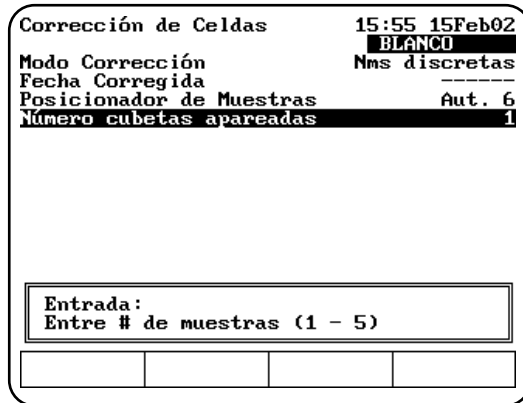 Corrección de Celdas 15:55 15Feb02
BLANCO
Modo Corrección Nms discretas
Fecha Corregida ------
Posicionador de Muestras Aut. 6
Número cubetas apareadas 1
Entrada:
Entre # de muestras (1 - 5)